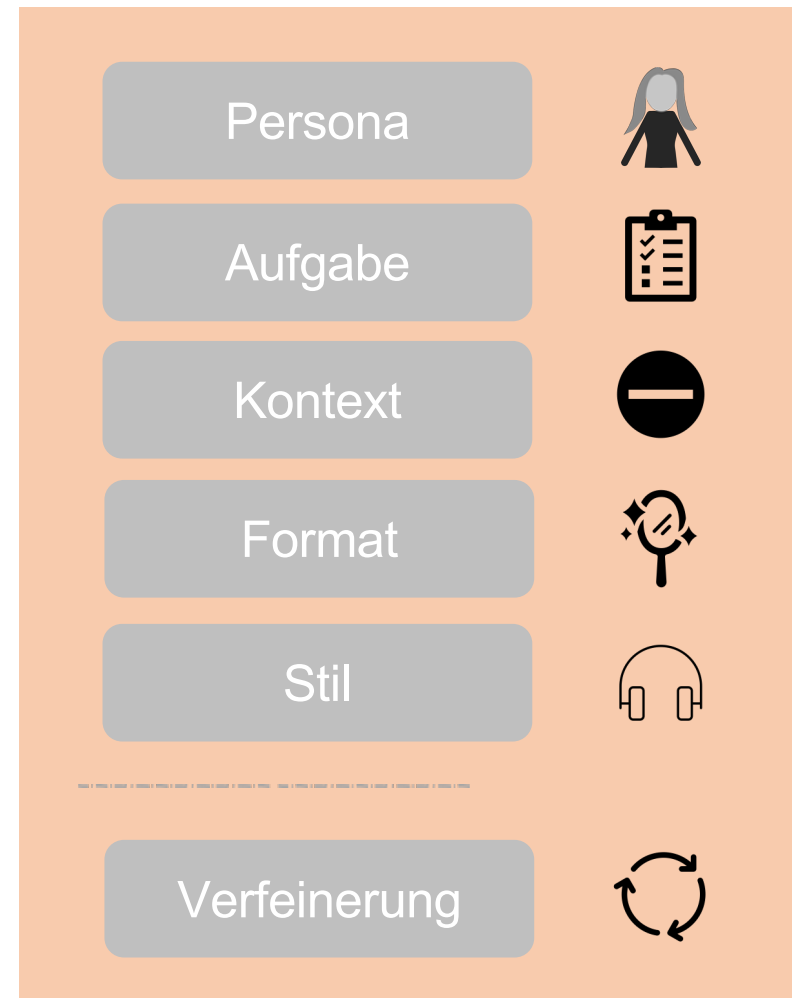 Persona
Aufgabe
Kontext
Format
Stil
Verfeinerung